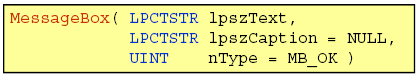 MessageBox( LPCTSTR lpszText,
LPCTSTR lpszCaption = NULL,
UINT nType = MB_OK )